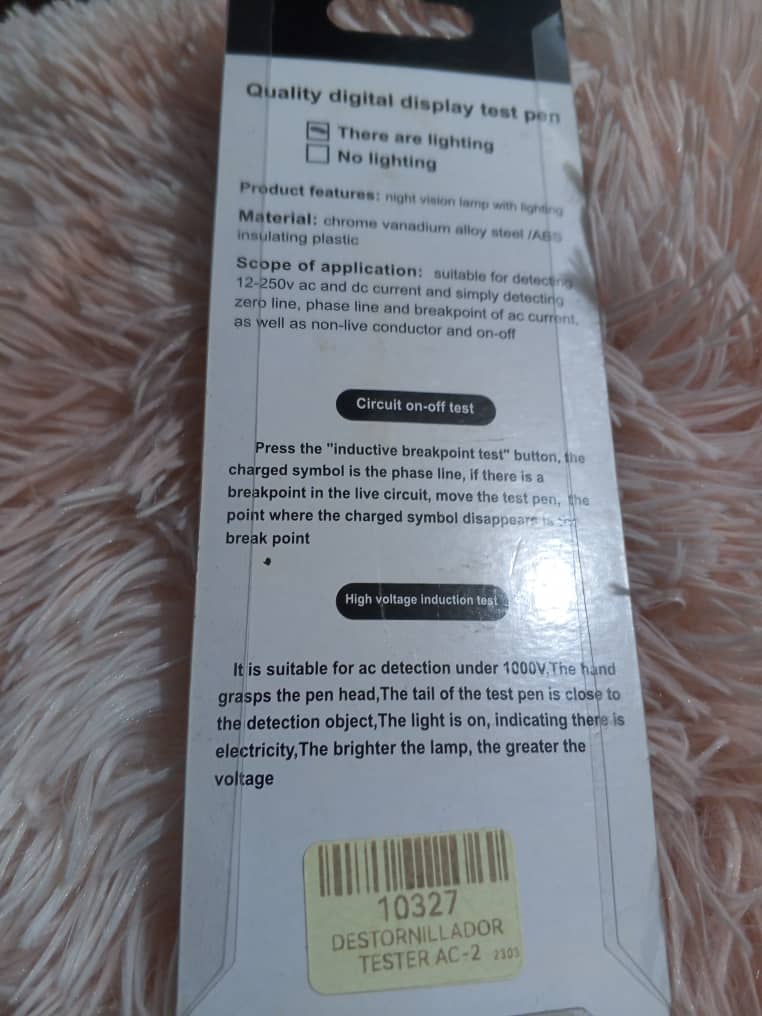 Quality digital display test pen
There are lighting
No lighting
Product features: night vision lamp with lighting
Material: chrome vanadium alloy steel /ABS
insulating plastic
Scope of application: suitable for detecting
12-250v ac and dc current and simply detecting
zero line, phase line and breakpoint of ac current,
as well as non-live conductor and on-off
Circuit on-off test
Press the "inductive breakpoint test" button, the
charged symbol is the phase line, if there is a
breakpoint in the live circuit, move the test pen, the
point where the charged symbol disappears is
break point
High voltage induction test
It is suitable for ac detection under 1000V,The hand
grasps the pen head,The tail of the test pen is close to
the detection object,The light is on, indicating there is
electricity,The brighter the lamp, the greater the
voltage
10327
DESTORNILLADOR
TESTER AC-2 2303